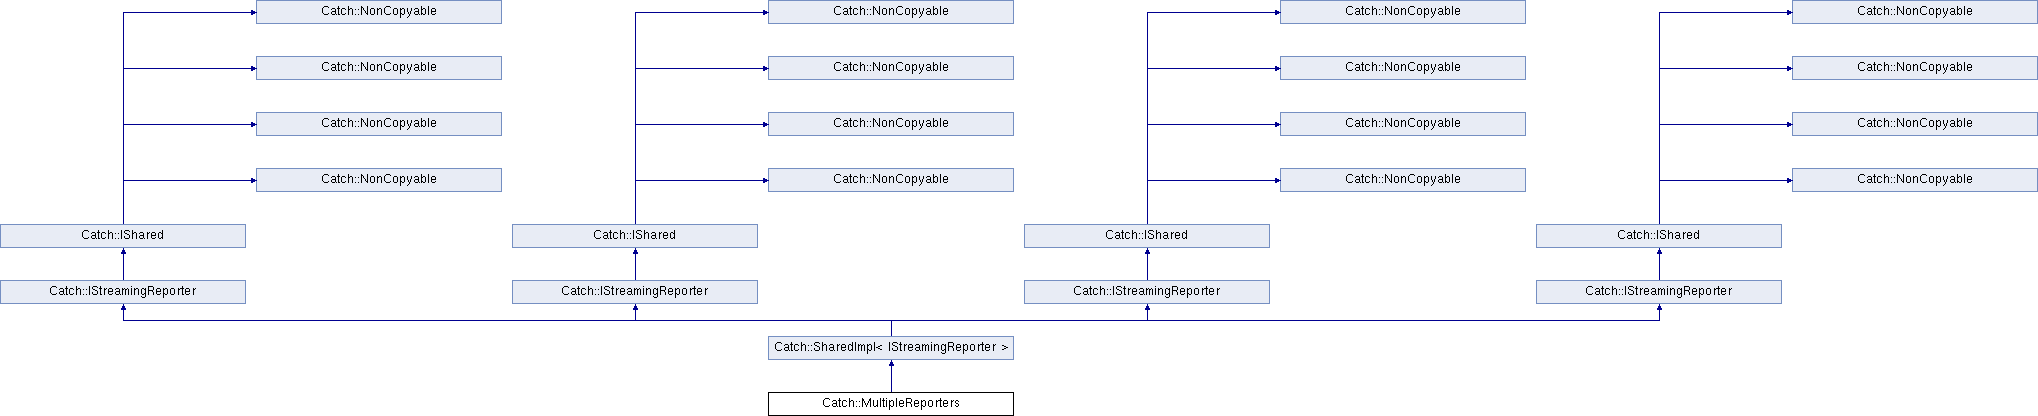 Catch::NonCopyable Catch::NonCopyable Catch::NonCopyable Catch::NonCopyable
Catch::NonCopyable Catch::NonCopyable Catch::NonCopyable Catch::NonCopyable
Catch::NonCopyable Catch::NonCopyable Catch::NonCopyable Catch::NonCopyable
Catch::NonCopyable Catch::NonCopyable Catch::NonCopyable Catch::NonCopyable
Catch::IShared Catch::IShared Catch::IShared Catch::IShared
Catch::IStreamingReporter Catch::IStreamingReporter Catch::IStreamingReporter Catch::IStreamingReporter
Catch::SharedImpl< IStreamingReporter >
Catch::MultipleReporters